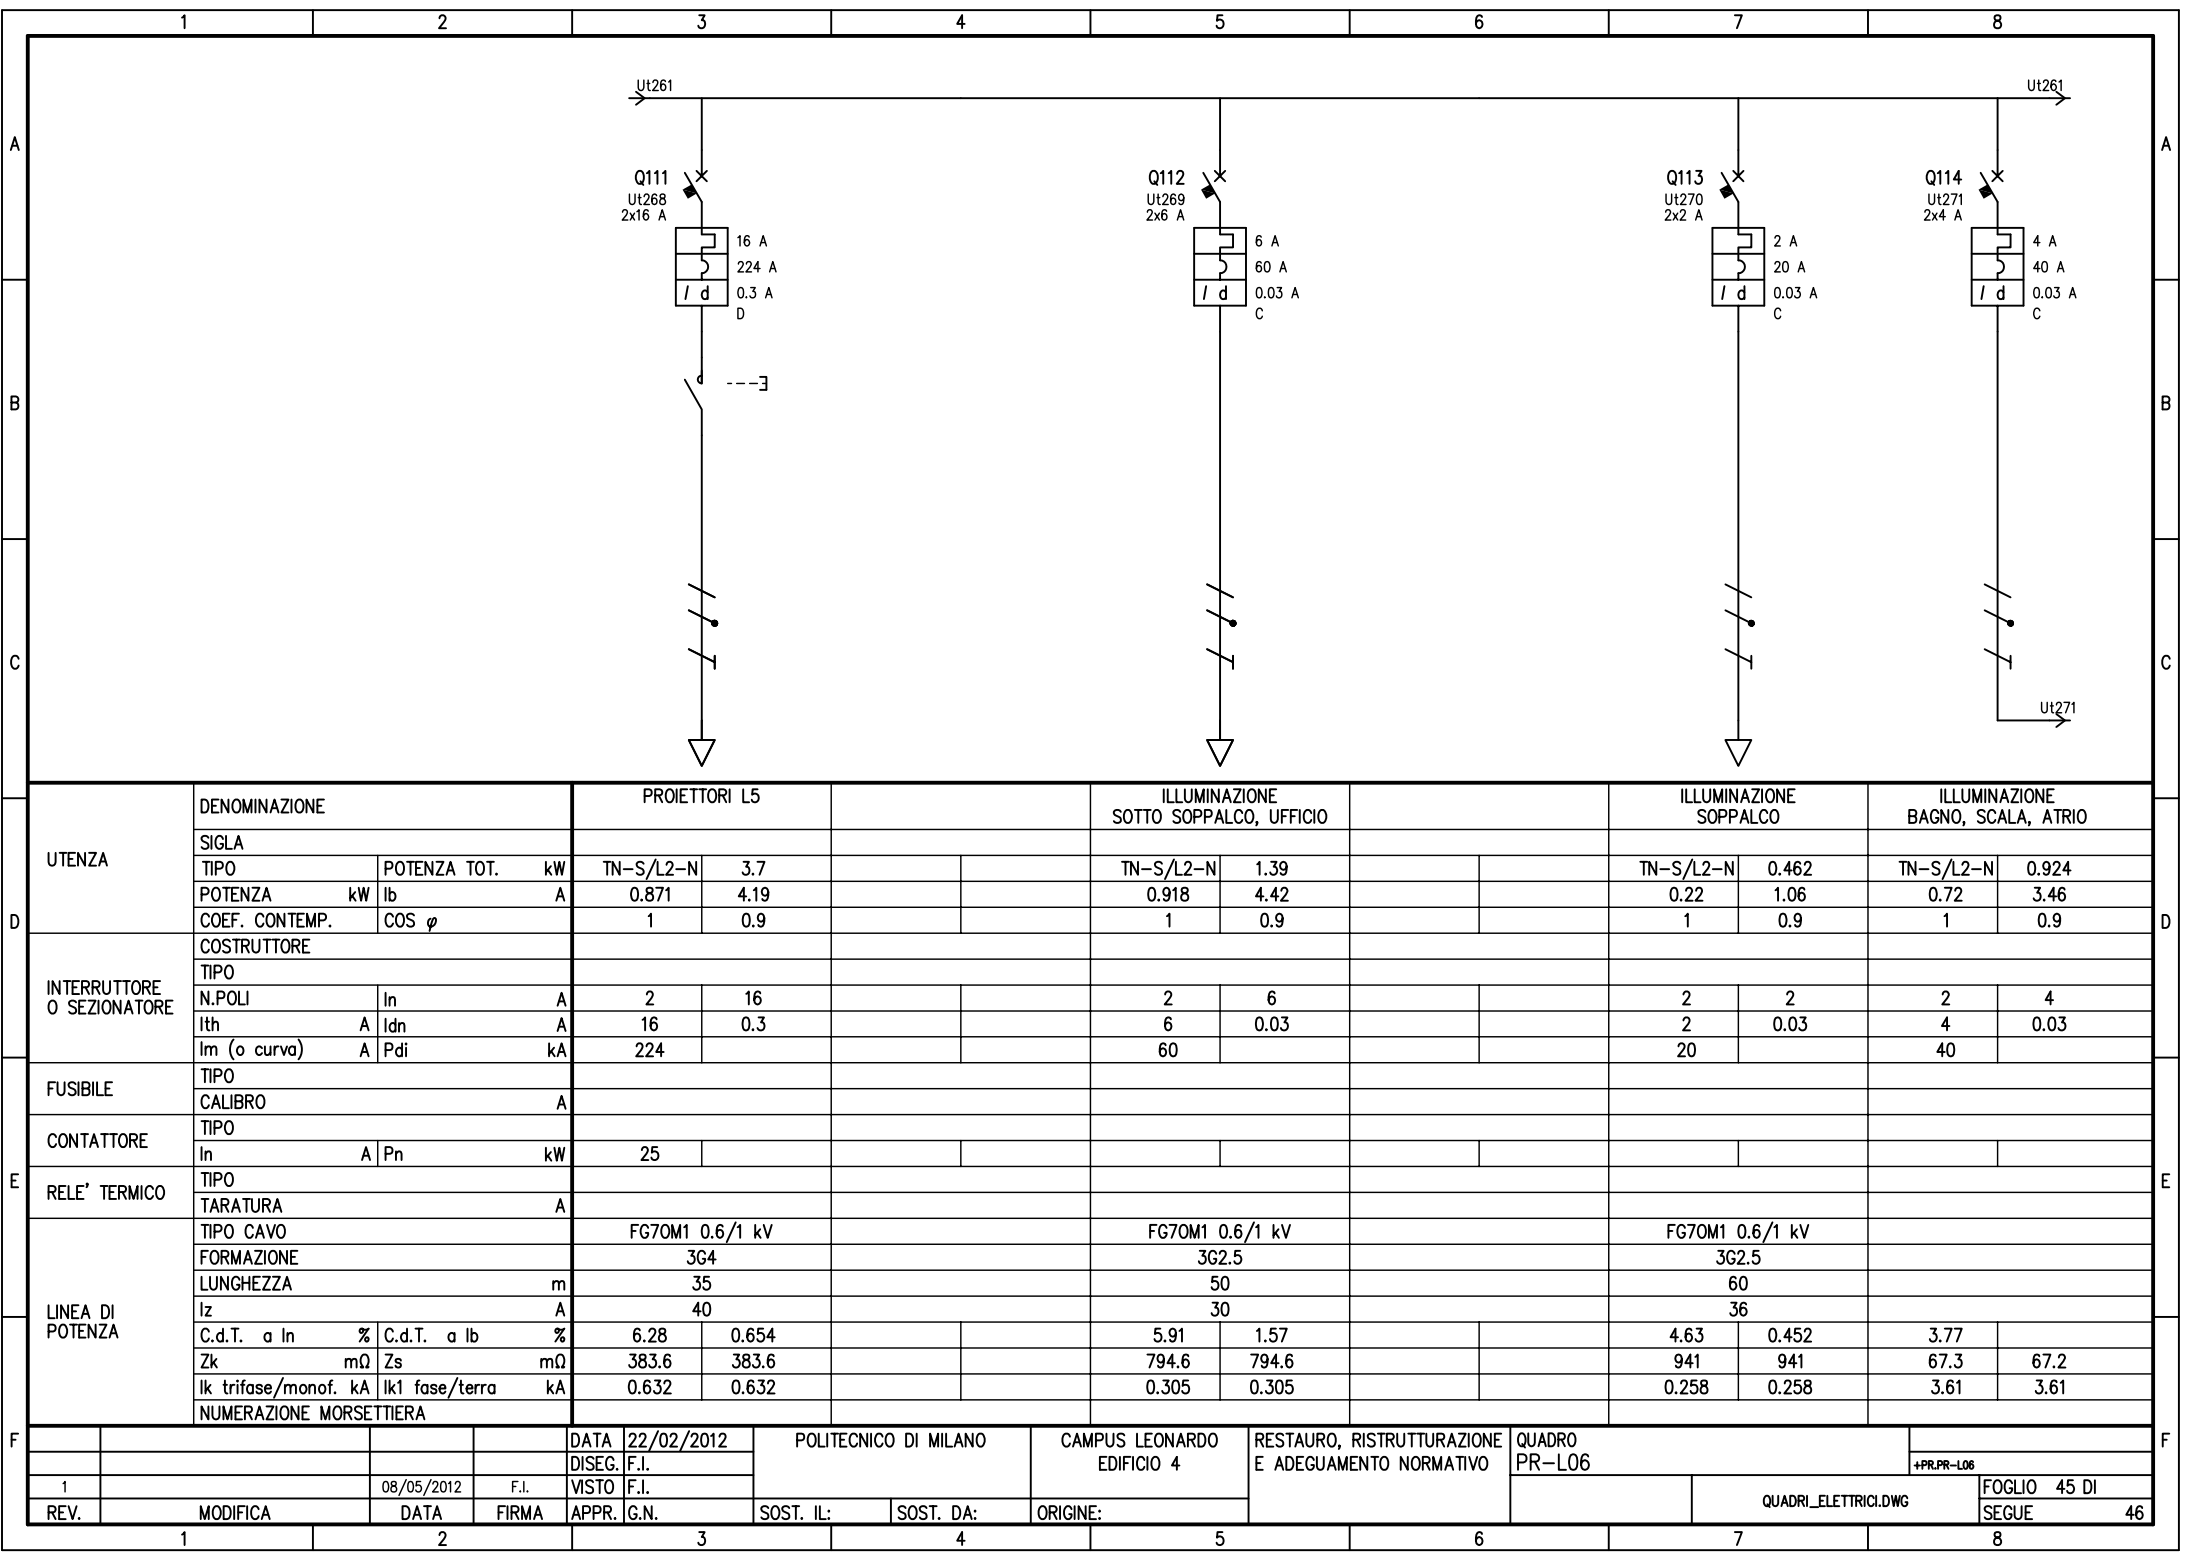 1 2 3 4 5 6 7 8
Ut261 Ut261
A A
Q111 Q112 Q113 Q114
Ut268 Ut269 Ut270 Ut271
2x16 A 2x6 A 2x2 A 2x4 A
16 A 6 A 2 A 4 A
224 A 60 A 20 A 40 A
I d 0.3 A I d 0.03 A I d 0.03 A I d 0.03 A
D C C C
B B
C C
Ut271
UTENZA
DENOMINAZIONE PROIETTORI L5 ILLUMINAZIONE SOTTO SOPPALCO, UFFICIO ILLUMINAZIONE SOPPALCO ILLUMINAZIONE BAGNO, SCALA, ATRIO
SIGLA
TIPO POTENZA TOT. kW TN-S/L2-N 3.7 TN-S/L2-N 1.39 TN-S/L2-N 0.462 TN-S/L2-N 0.924
POTENZA kW Ib A 0.871 4.19 0.918 4.42 0.22 1.06 0.72 3.46
D COEF. CONTEMP. COS φ 1 0.9 1 0.9 1 0.9 1 0.9 D
INTERRUTTORE
O SEZIONATORE
COSTRUTTORE
TIPO
N.POLI In A 2 16 2 6 2 2 2 4
Ith A Idn A 16 0.3 6 0.03 2 0.03 4 0.03
Im (o curva) A Pdi kA 224 60 20 40
FUSIBILE
TIPO
CALIBRO A
CONTATTORE
TIPO
In A Pn kW 25
E RELE' TERMICO E
TIPO
TARATURA A
LINEA DI
POTENZA
TIPO CAVO FG7OM1 0.6/1 kV FG7OM1 0.6/1 kV FG7OM1 0.6/1 kV
FORMAZIONE 3G4 3G2.5 3G2.5
LUNGHEZZA m 35 50 60
Iz A 40 30 36
C.d.T. a In % C.d.T. a Ib % 6.28 0.654 5.91 1.57 4.63 0.452 3.77
Zk mΩ Zs mΩ 383.6 383.6 794.6 794.6 941 941 67.3 67.2
Ik trifase/monof. kA Ik1 fase/terra kA 0.632 0.632 0.305 0.305 0.258 0.258 3.61 3.61
NUMERAZIONE MORSETTIERA
F F
DATA 22/02/2012 POLITECNICO DI MILANO CAMPUS LEONARDO RESTAURO, RISTRUTTURAZIONE QUADRO
DISEG. F.I. EDIFICIO 4 E ADEGUAMENTO NORMATIVO PR-L06 +PR.PR-L06
1 08/05/2012 F.I. VISTO F.I. QUADRI_ELETTRICI.DWG FOGLIO 45 DI
REV. MODIFICA DATA FIRMA APPR. G.N. SOST. IL: SOST. DA: ORIGINE: SEGUE 46
1 2 3 4 5 6 7 8